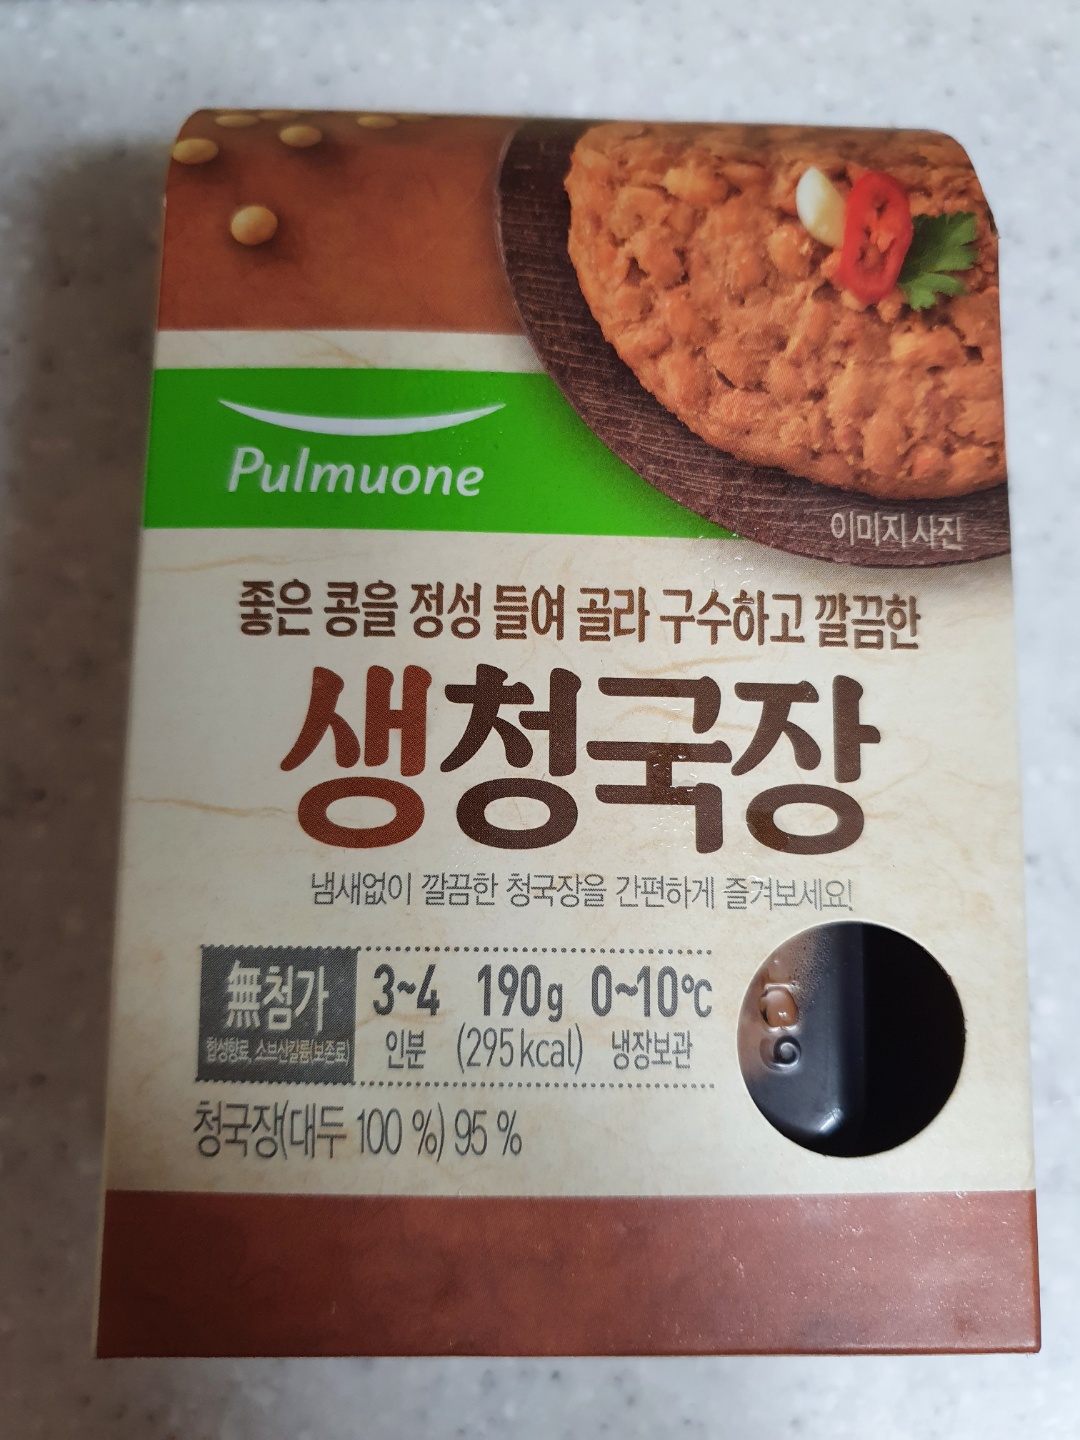 Pulmuone
이미지 사진
좋은 콩을 정성 들여 골라 구수하고 깔끔한
생청국장
냄새없이 깔끔한 청국장을 간편하게 즐겨보세요!
無첨가
합성향료, 소브산칼륨(보존료)
3~4
인분
190g
(295kcal)
0~10℃
냉장보관
청국장(대두 100 %) 95 %